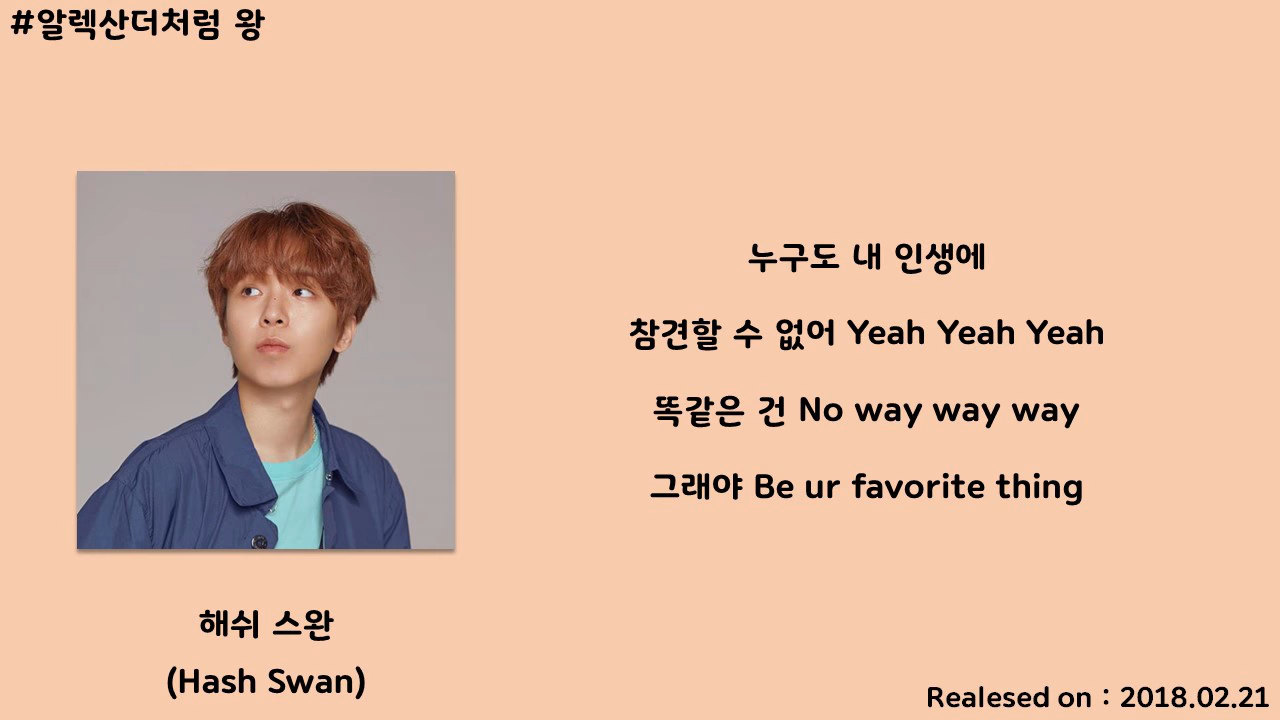 #알렉산더처럼 왕
누구도 내 인생에
참견할 수 없어 Yeah Yeah Yeah
똑같은 건 No way way way
그래야 Be ur favorite thing
해쉬 스완
(Hash Swan)
Realesed on : 2018.02.21